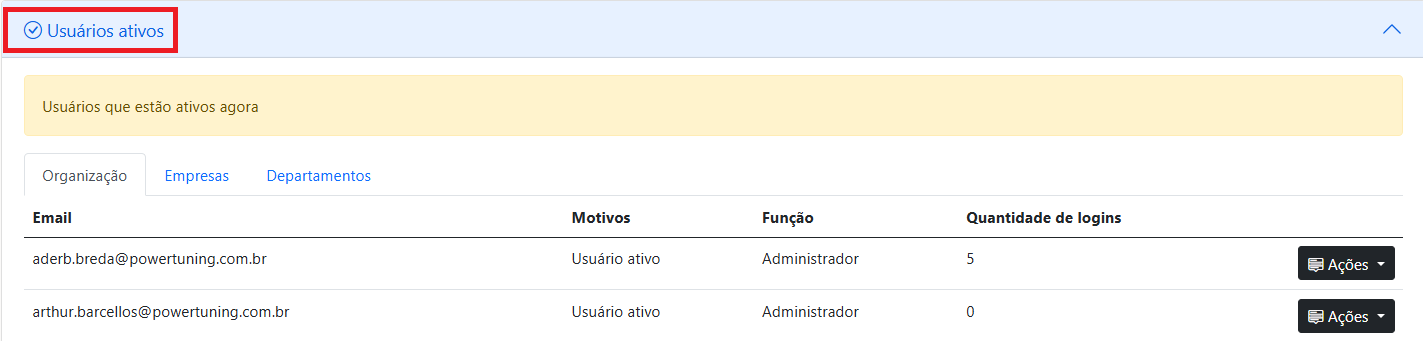 Usuários ativos
Usuários que estão ativos agora
Organização Empresas Departamentos
Email Motivos Função Quantidade de logins
aderb.breda@powertuning.com.br Usuário ativo Administrador 5 Ações
arthur.barcellos@powertuning.com.br Usuário ativo Administrador 0 Ações